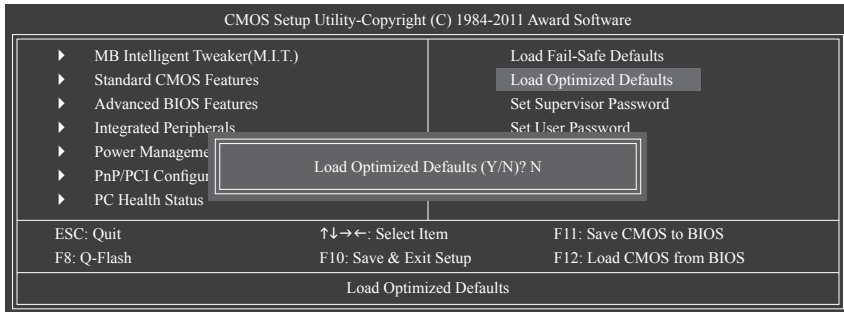 CMOS Setup Utility-Copyright (C) 1984-2011 Award Software
MB Intelligent Tweaker(M.I.T.)
Standard CMOS Features
Advanced BIOS Features
Integrated Peripherals
Power Manageme
PnP/PCI Configur
PC Health Status
Load Fail-Safe Defaults
Load Optimized Defaults
Set Supervisor Password
Set User Password
Load Optimized Defaults (Y/N)? N
ESC: Quit
↑↓→←: Select Item
F11: Save CMOS to BIOS
F8: Q-Flash
F10: Save & Exit Setup
F12: Load CMOS from BIOS
Load Optimized Defaults